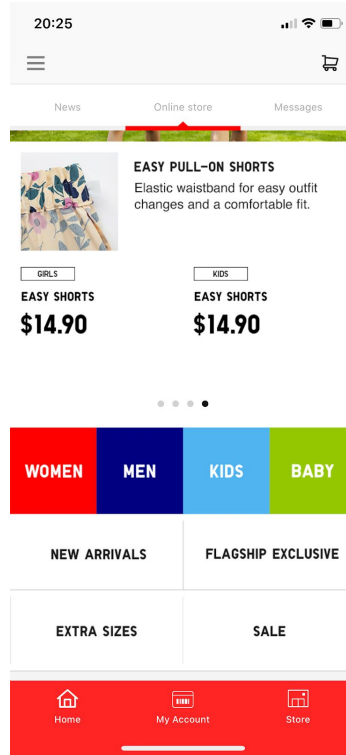 20:25
News Online store Messages
EASY PULL-ON SHORTS
Elastic waistband for easy outfit
changes and a comfortable fit.
GIRLS KIDS
EASY SHORTS EASY SHORTS
$14.90 $14.90
WOMEN MEN KIDS BABY
NEW ARRIVALS FLAGSHIP EXCLUSIVE
EXTRA SIZES SALE
Home My Account Store